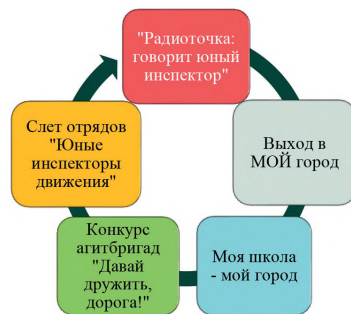 "Радиоточка:
говорит юный
инспектор"
Выход в
МОЙ город
Моя школа
- мой город
Конкурс
агитбригад
"Давай
дружить,
дорога!"
Слет отрядов
"Юные
инспекторы
движения"